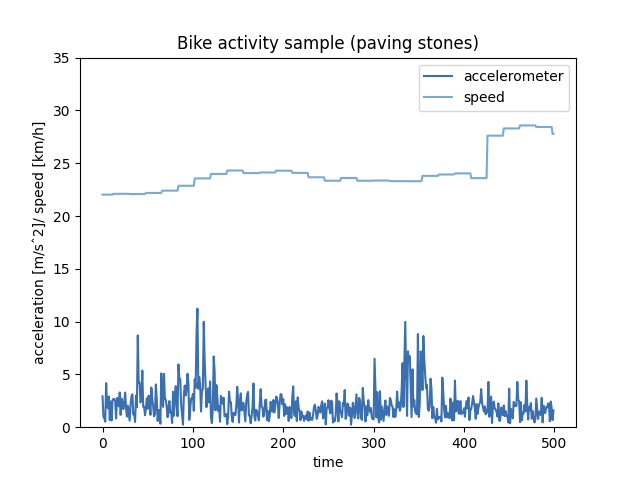 Bike activity sample (paving stones)
accelerometer
speed
acceleration [m/sˆ2]/ speed [km/h]
35
30
25
20
15
10
5
0
0 100 200 300 400 500
time